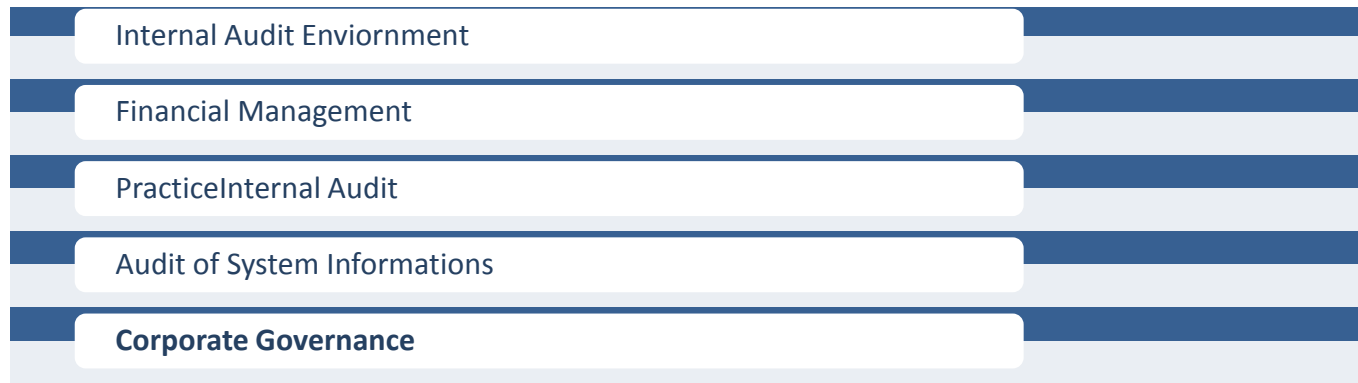 Internal Audit Enviornment
Financial Management
PracticeInternal Audit
Audit of System Informations
Corporate Governance